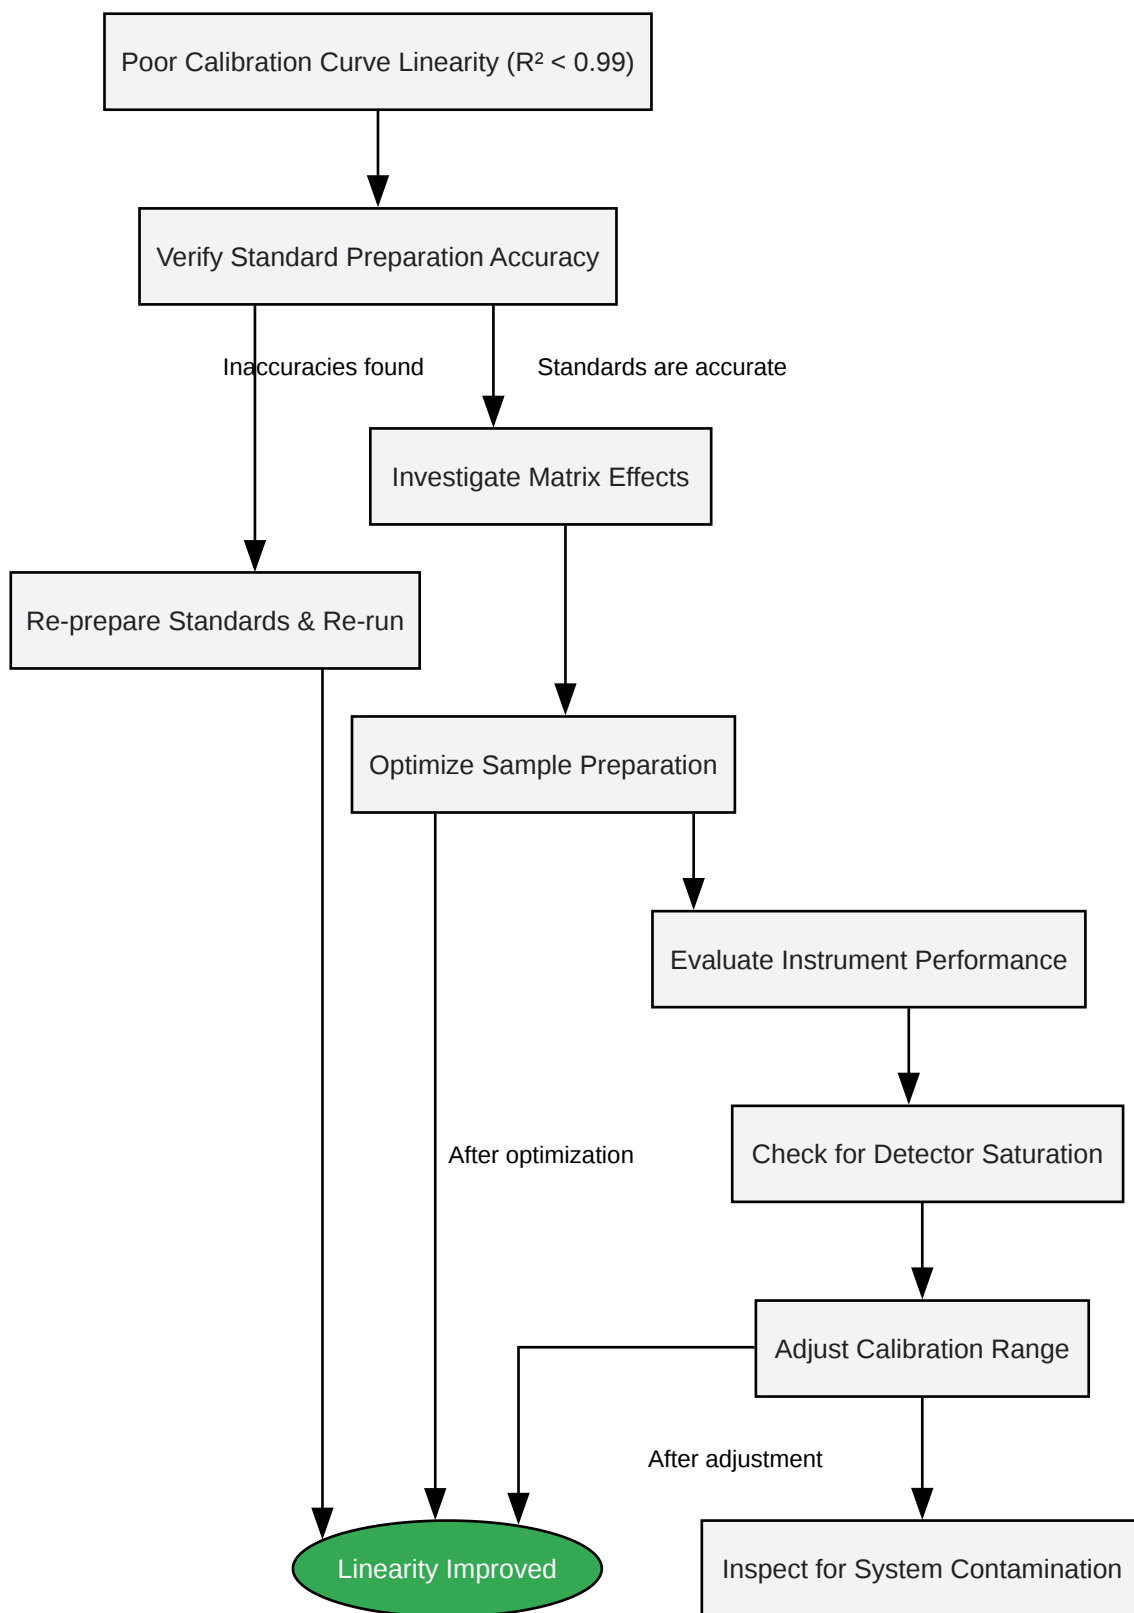 Poor Calibration Curve Linearity (R² < 0.99)
Verify Standard Preparation Accuracy
Inaccuracies found
Standards are accurate
Investigate Matrix Effects
Re-prepare Standards & Re-run
Optimize Sample Preparation
Evaluate Instrument Performance
After optimization
Check for Detector Saturation
Adjust Calibration Range
After adjustment
Linearity Improved
Inspect for System Contamination